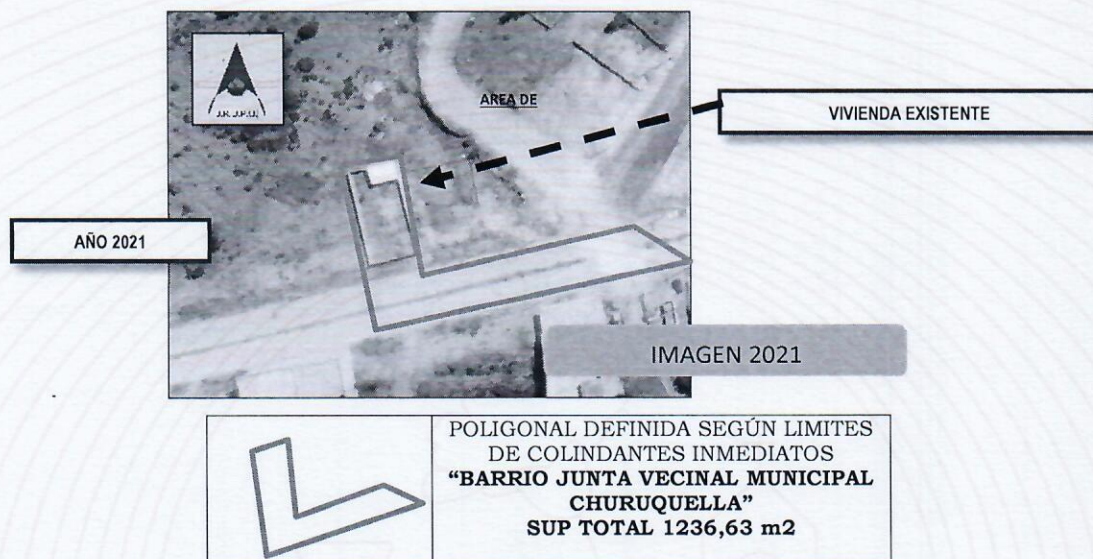 J.R.U.P.U.
AREA DE
VIVIENDA EXISTENTE
AÑO 2021
IMAGEN 2021
POLIGONAL DEFINIDA SEGÚN LIMITES
DE COLINDANTES INMEDIATOS
"BARRIO JUNTA VECINAL MUNICIPAL
CHURUQUELLA"
SUP TOTAL 1236,63 m2